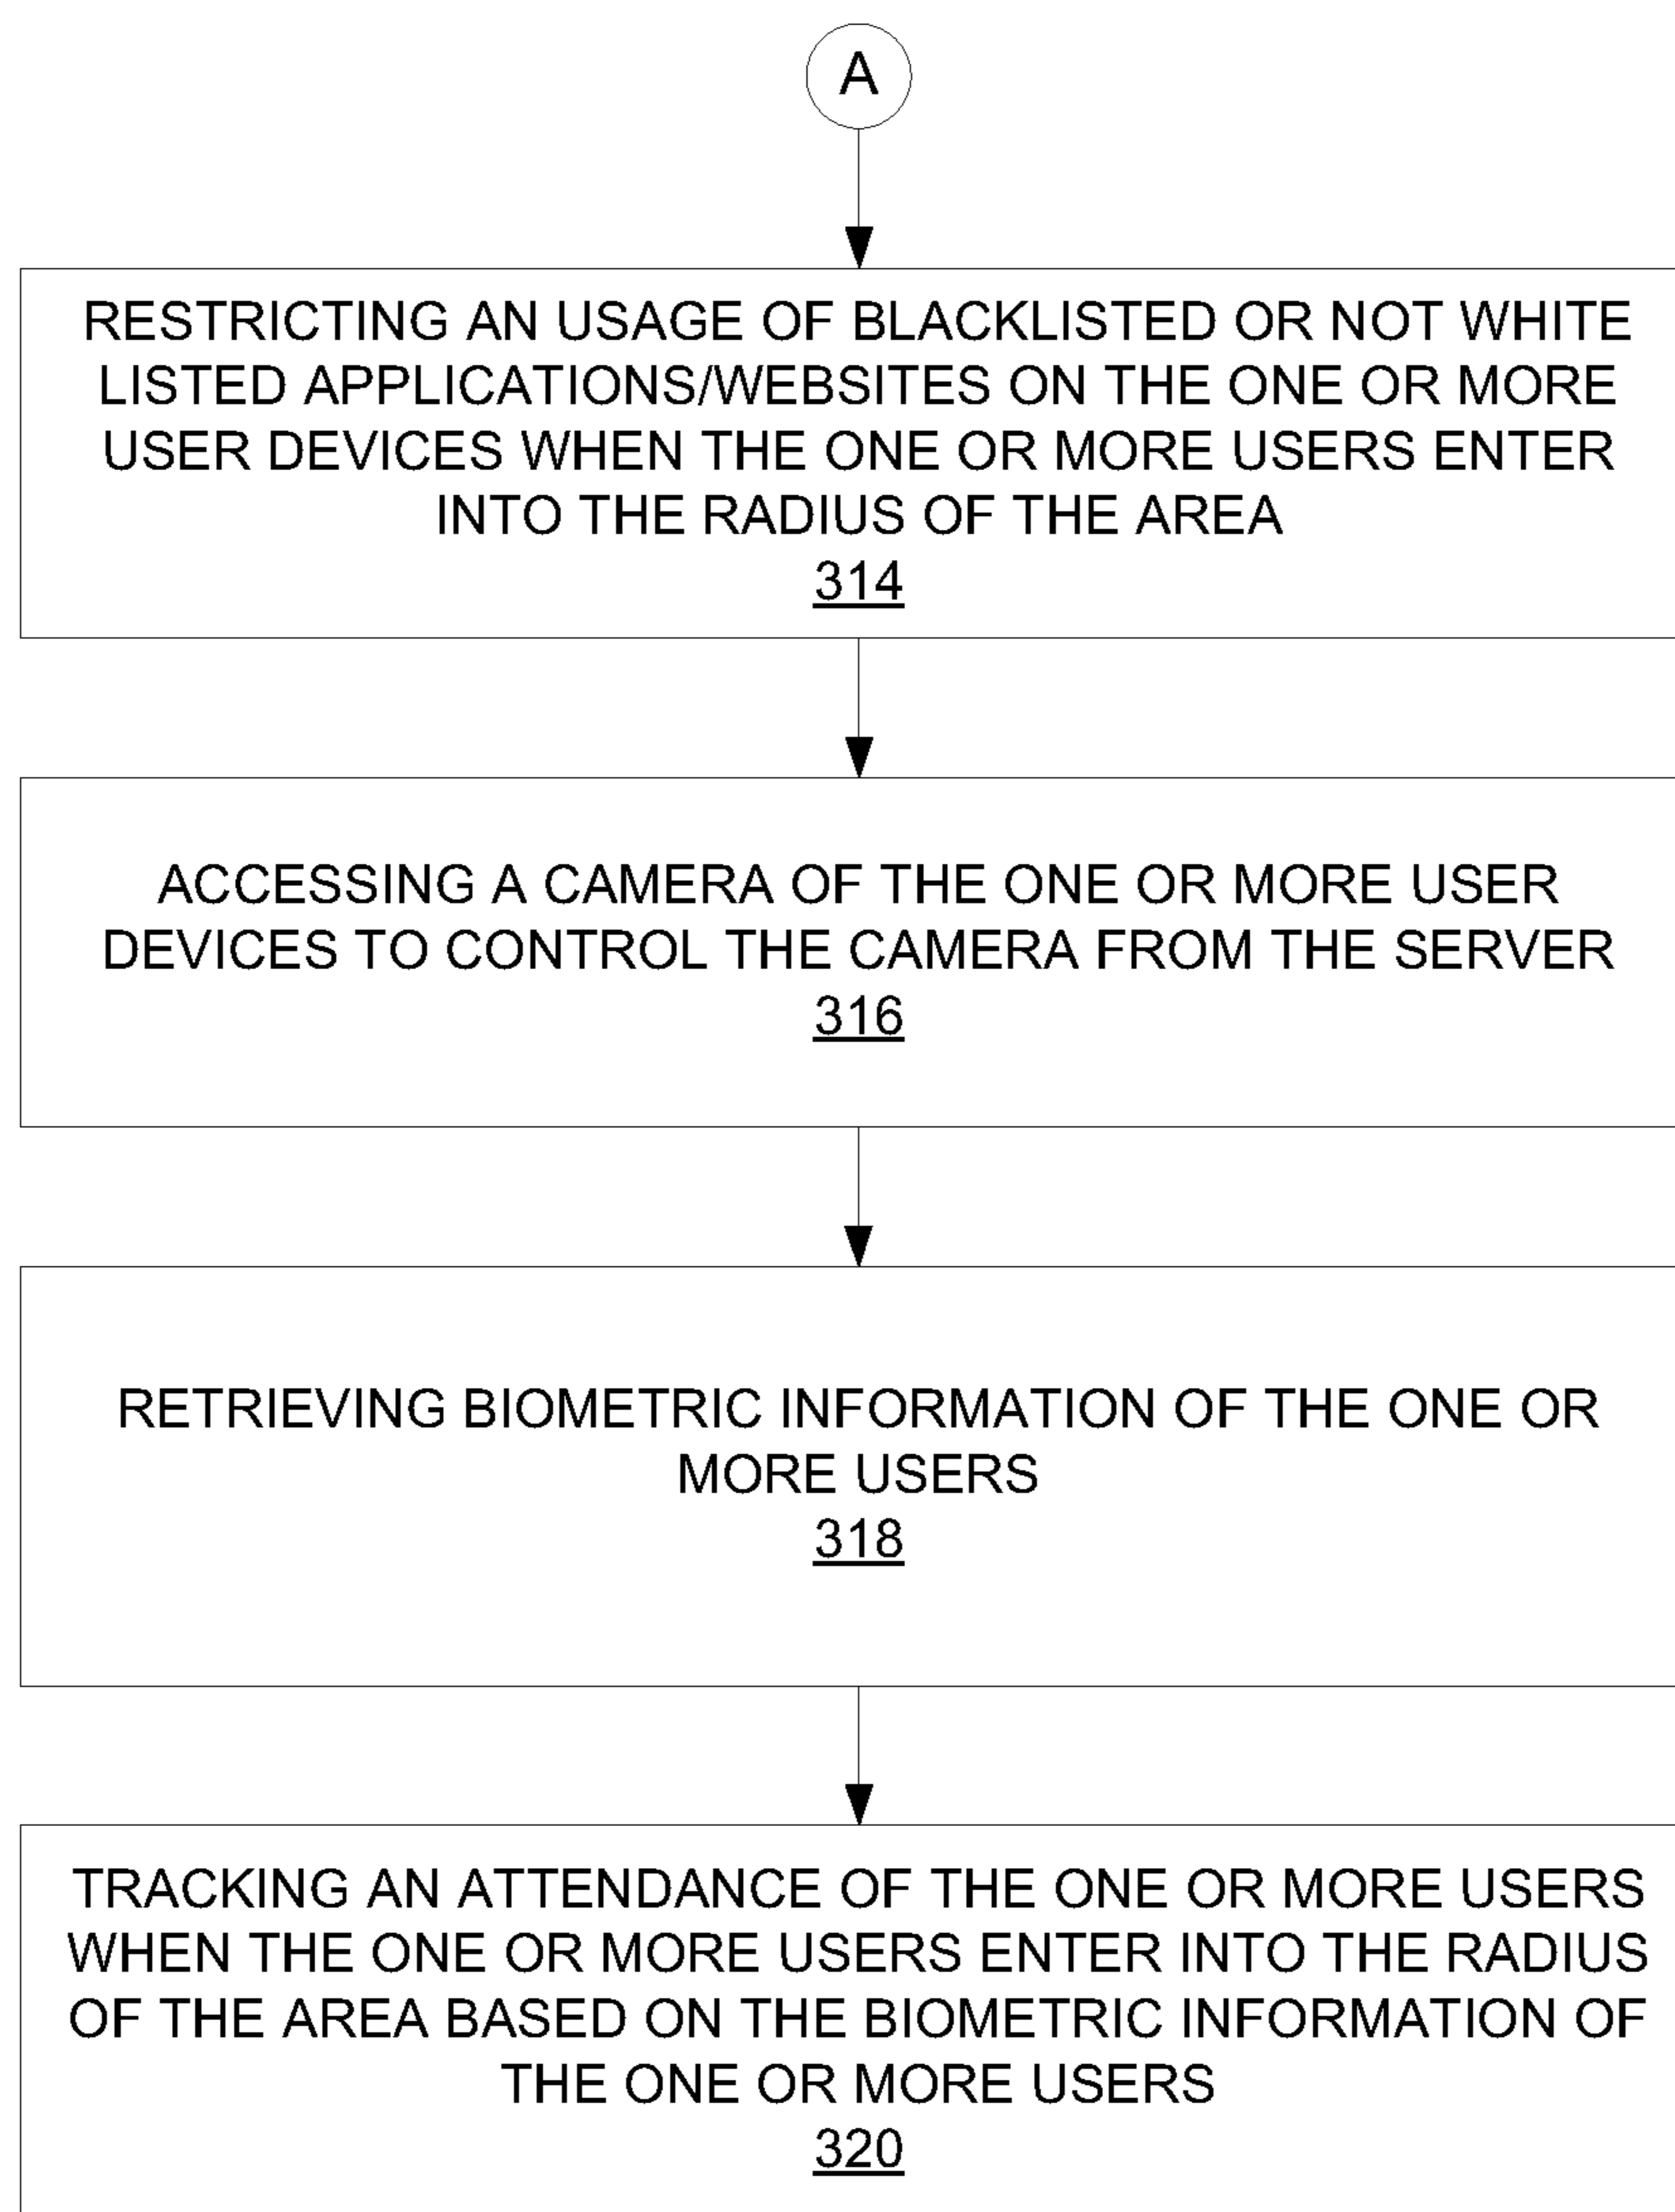 A
RESTRICTING AN USAGE OF BLACKLISTED OR NOT WHITE
LISTED APPLICATIONS/WEBSITES ON THE ONE OR MORE
USER DEVICES WHEN THE ONE OR MORE USERS ENTER
INTO THE RADIUS OF THE AREA
314
ACCESSING A CAMERA OF THE ONE OR MORE USER
DEVICES TO CONTROL THE CAMERA FROM THE SERVER
316
RETRIEVING BIOMETRIC INFORMATION OF THE ONE OR
MORE USERS
318
TRACKING AN ATTENDANCE OF THE ONE OR MORE USERS
WHEN THE ONE OR MORE USERS ENTER INTO THE RADIUS
OF THE AREA BASED ON THE BIOMETRIC INFORMATION OF
THE ONE OR MORE USERS
320